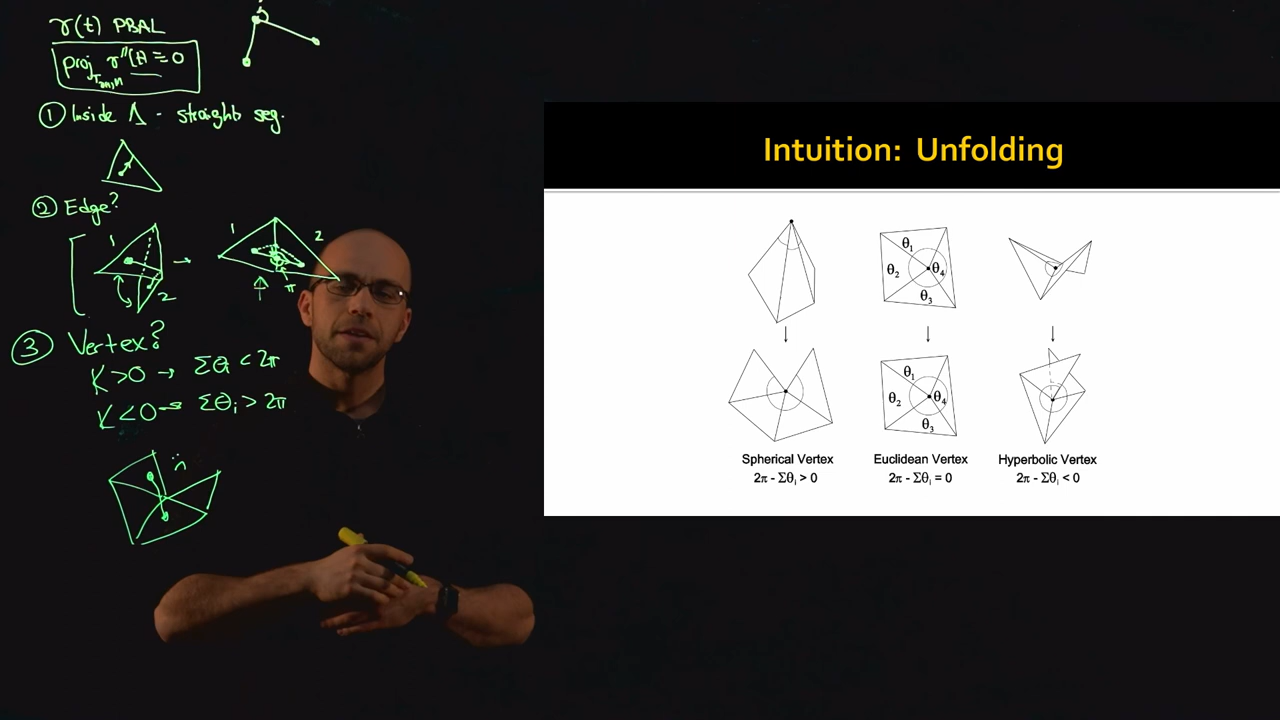 γ(t) PBAL
proj_{T_{γ(t)}M} γ''(t) ≡ 0
① Inside Δ - straight seg.
② Edge?
1
2
1
2
π
③ Vertex?
K>0 → Σθᵢ < 2π
K<0 → Σθᵢ > 2π
Intuition: Unfolding
θ₁
θ₂
θ₄
θ₃
θ₁
θ₂
θ₄
θ₃
Spherical Vertex
2π - Σθᵢ > 0
Euclidean Vertex
2π - Σθᵢ = 0
Hyperbolic Vertex
2π - Σθᵢ < 0